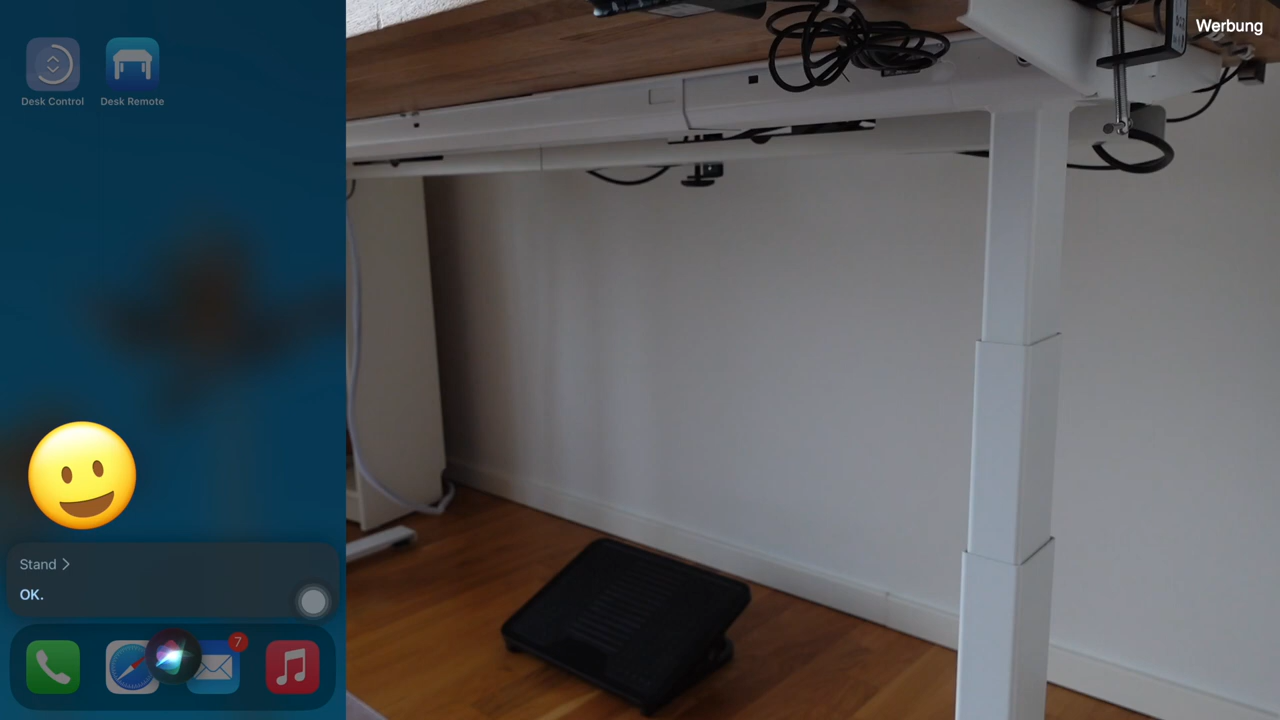 Werbung
Desk Control
Desk Remote
Stand >
OK.
7